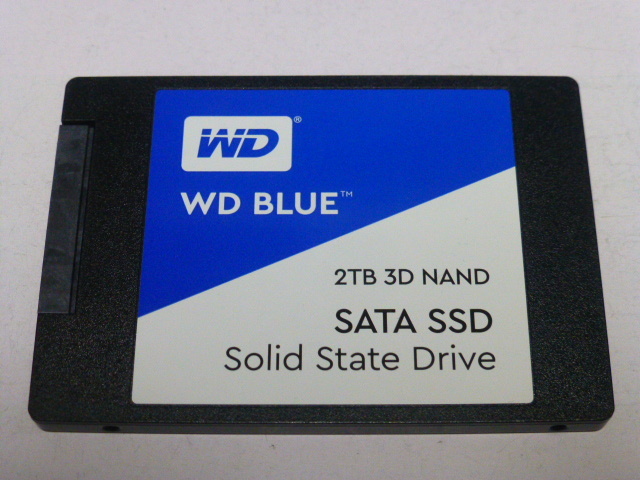 WD®
WD BLUE™
2TB 3D NAND
SATA SSD
Solid State Drive